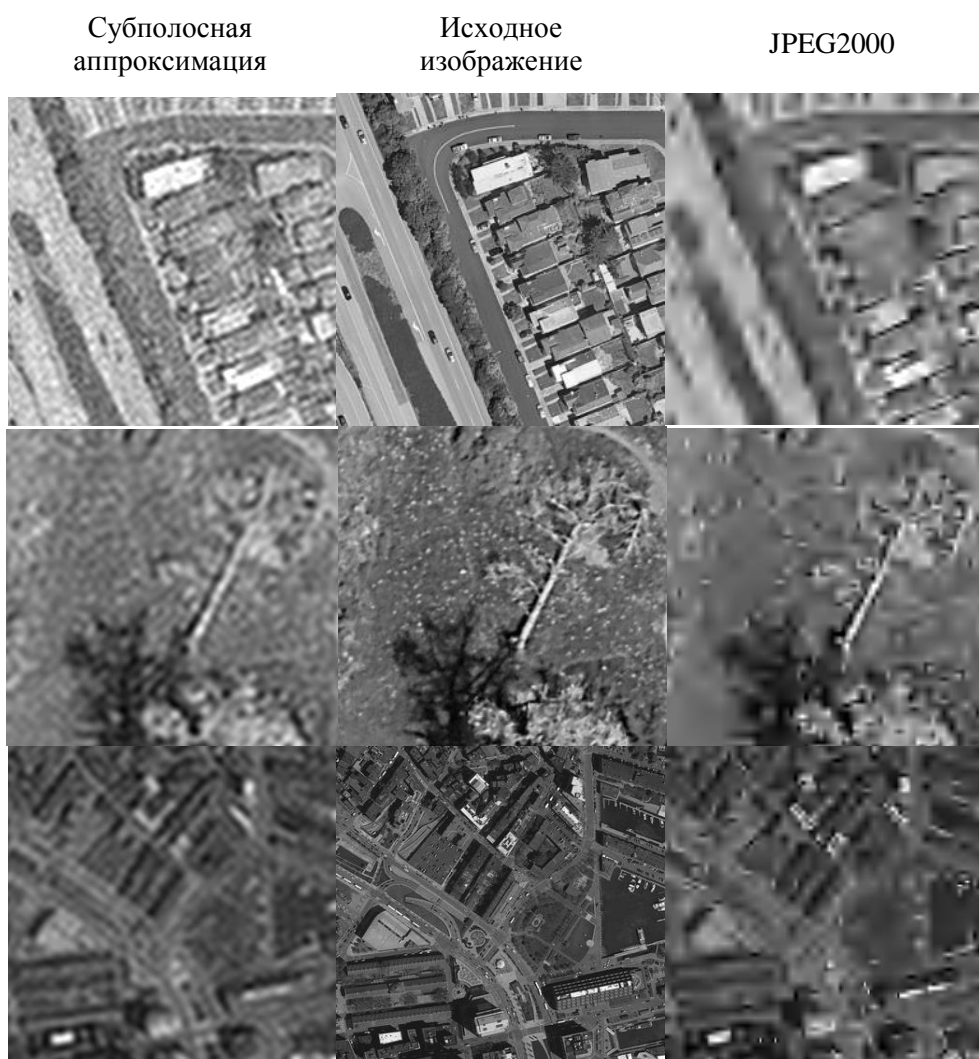 Субполосная
аппроксимация
Исходное
изображение
JPEG2000